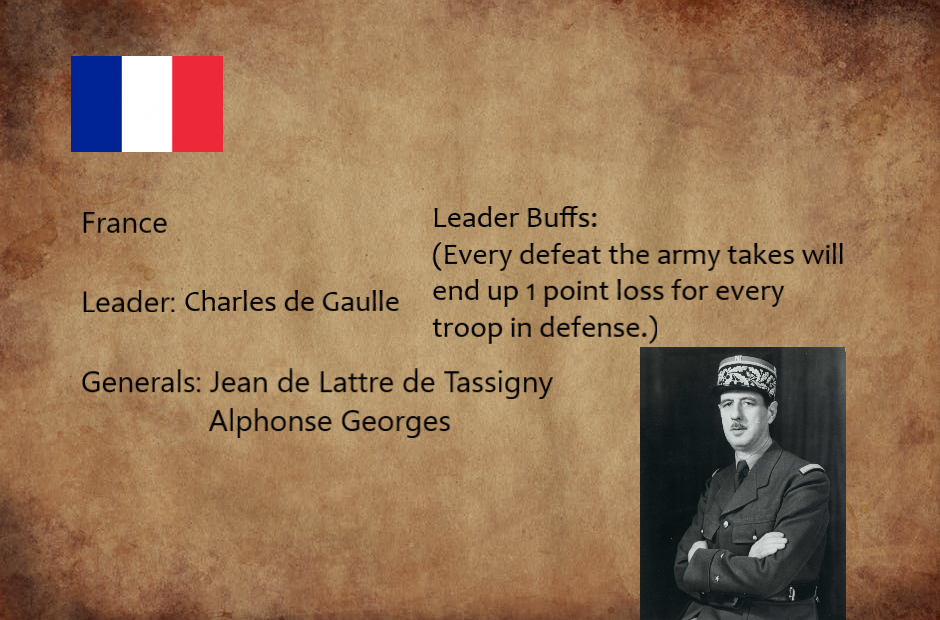 France
Leader: Charles de Gaulle
Generals: Jean de Lattre de Tassigny
Alphonse Georges
Leader Buffs:
(Every defeat the army takes will
end up 1 point loss for every
troop in defense.)